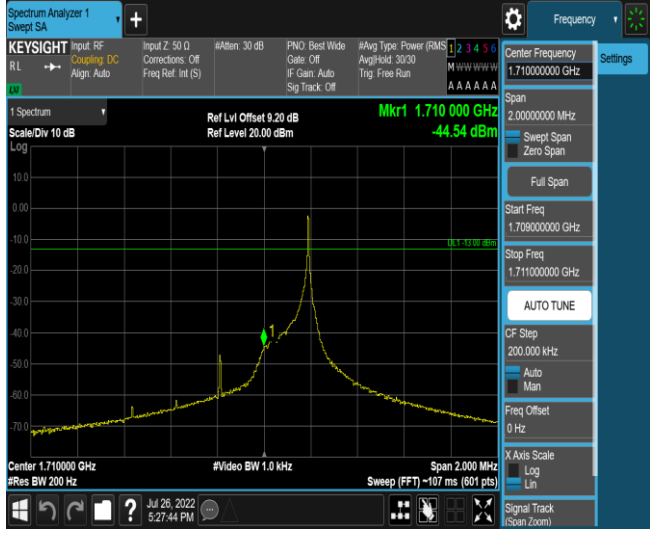 Spectrum Analyzer 1
Swept SA
+
Frequency
KEYSIGHT
RL
LXI
Input: RF
Coupling: DC
Align: Auto
Input Z: 50 Ω
Corrections: Off
Freq Ref: Int (S)
#Atten: 30 dB
PNO: Best Wide
Gate: Off
IF Gain: Auto
Sig Track: Off
#Avg Type: Power (RMS
Avg|Hold: 30/30
Trig: Free Run
1 2 3 4 5 6
M W W W W W
A A A A A A
1 Spectrum
Scale/Div 10 dB
Log
Ref Lvl Offset 9.20 dB
Ref Level 20.00 dBm
Mkr1 1.710 000 GHz
-44.54 dBm
10.0
0.00
-10.0
DL1 -13.00 dBm
-20.0
-30.0
-40.0
1
-50.0
-60.0
-70.0
Center 1.710000 GHz
#Res BW 200 Hz
#Video BW 1.0 kHz
Span 2.000 MHz
Sweep (FFT) ~107 ms (601 pts)
Center Frequency
1.710000000 GHz
Settings
Span
2.00000000 MHz
Swept Span
Zero Span
Full Span
Start Freq
1.709000000 GHz
Stop Freq
1.711000000 GHz
AUTO TUNE
CF Step
200.000 kHz
Auto
Man
Freq Offset
0 Hz
X Axis Scale
Log
Lin
Signal Track
(Span Zoom)
?
Jul 26, 2022
5:27:44 PM